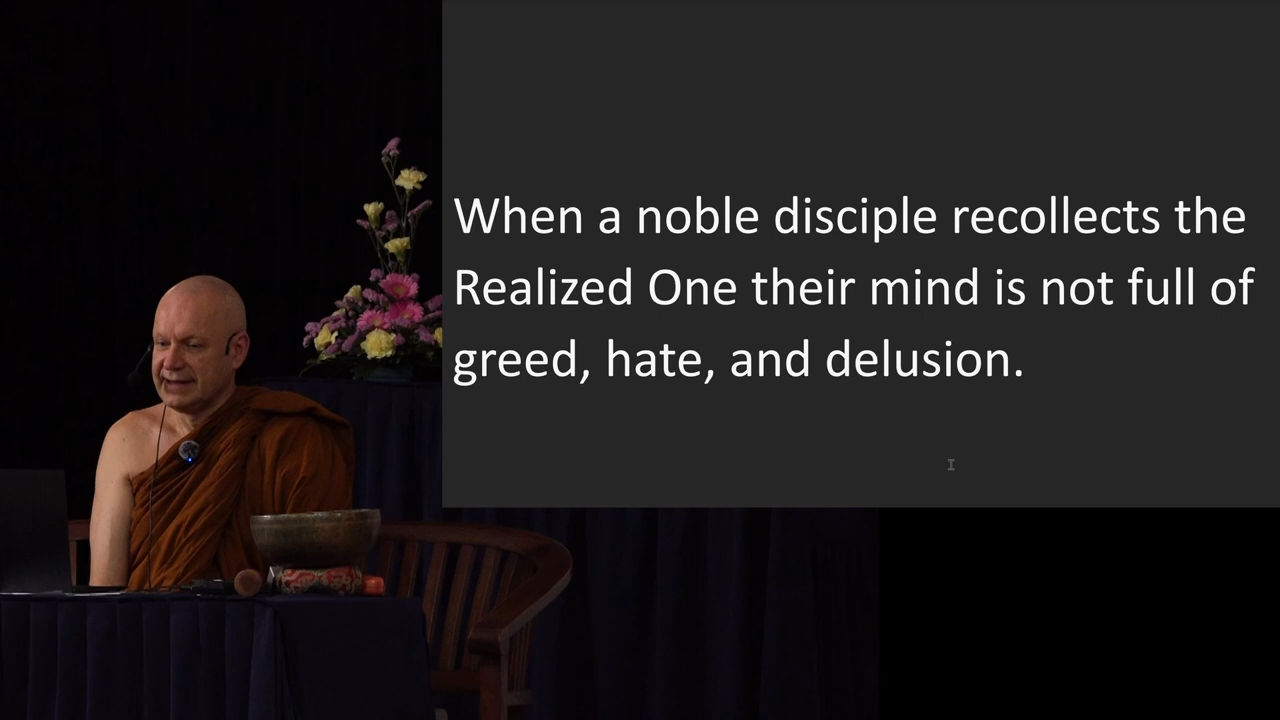 When a noble disciple recollects the
Realized One their mind is not full of
greed, hate, and delusion.